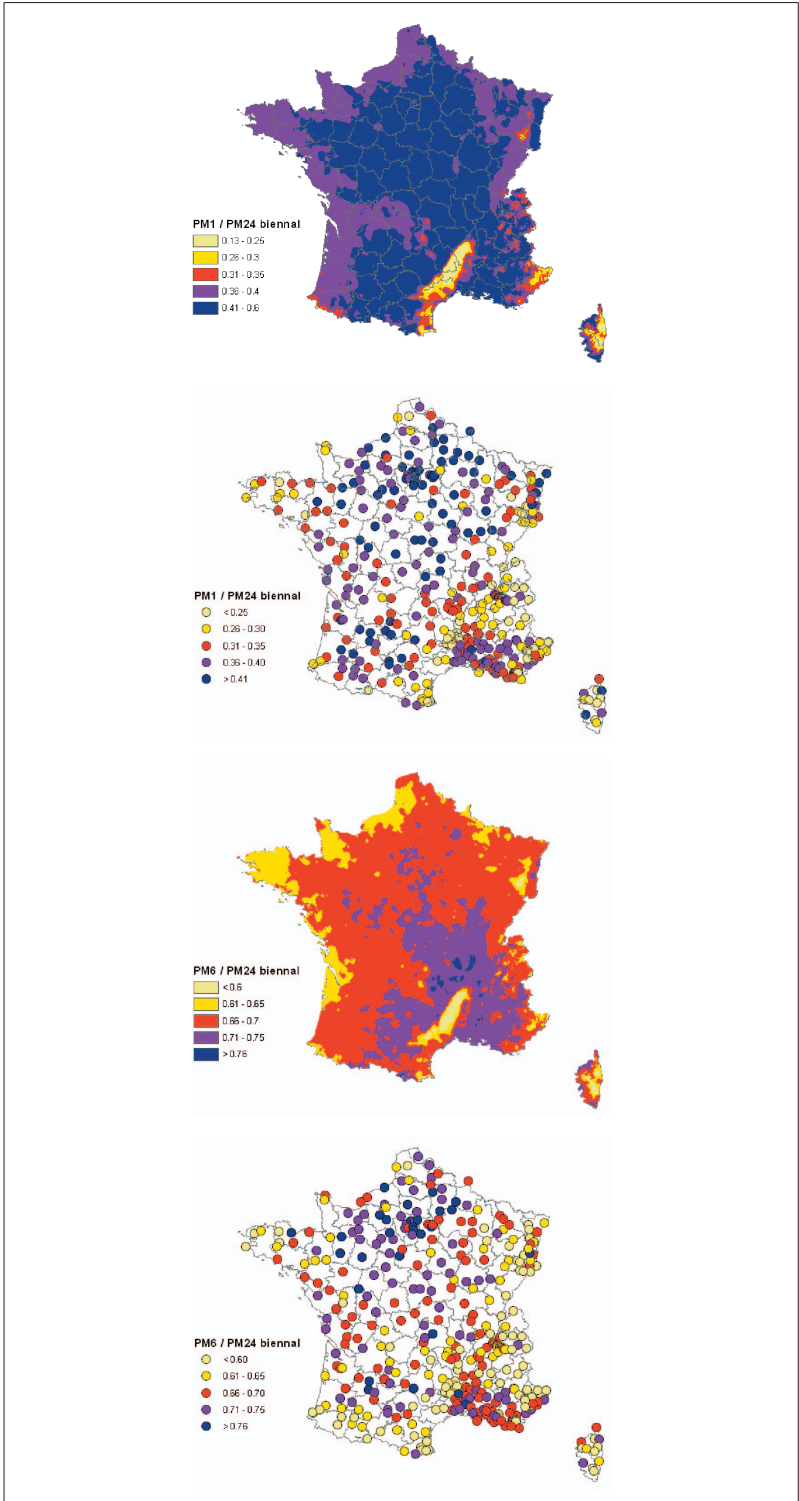 PM1 / PM24 biennal
0.13 - 0.25
0.28 - 0.3
0.31 - 0.35
0.36 - 0.4
0.41 - 0.6
PM1 / PM24 biennal
<0.25
0.26 - 0.30
0.31 - 0.35
0.36 - 0.40
> 0.41
PM6 / PM24 biennal
<0.6
0.61 - 0.65
0.66 - 0.7
0.71 - 0.75
> 0.76
PM6 / PM24 biennal
<0.60
0.61 - 0.65
0.66 - 0.70
0.71 - 0.75
> 0.76